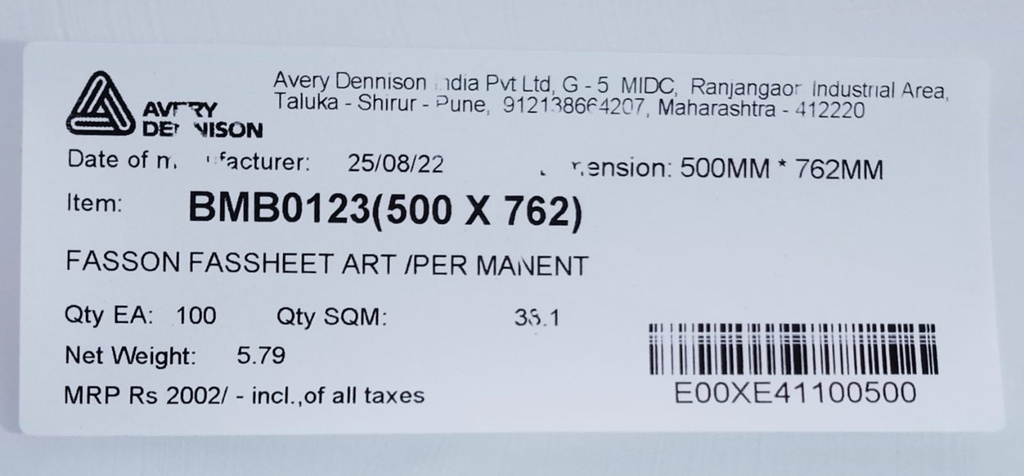 AVERY
DENNISON
Avery Dennison India Pvt Ltd, G - 5 MIDC, Ranjangaon Industrial Area,
Taluka - Shirur - Pune, 912138664207, Maharashtra - 412220
Date of manufacturer: 25/08/22
Dimension: 500MM * 762MM
Item: BMB0123(500 X 762)
FASSON FASSHEET ART /PER MANENT
Qty EA: 100 Qty SQM: 38.1
Net Weight: 5.79
MRP Rs 2002/ - incl.,of all taxes
E00XE41100500